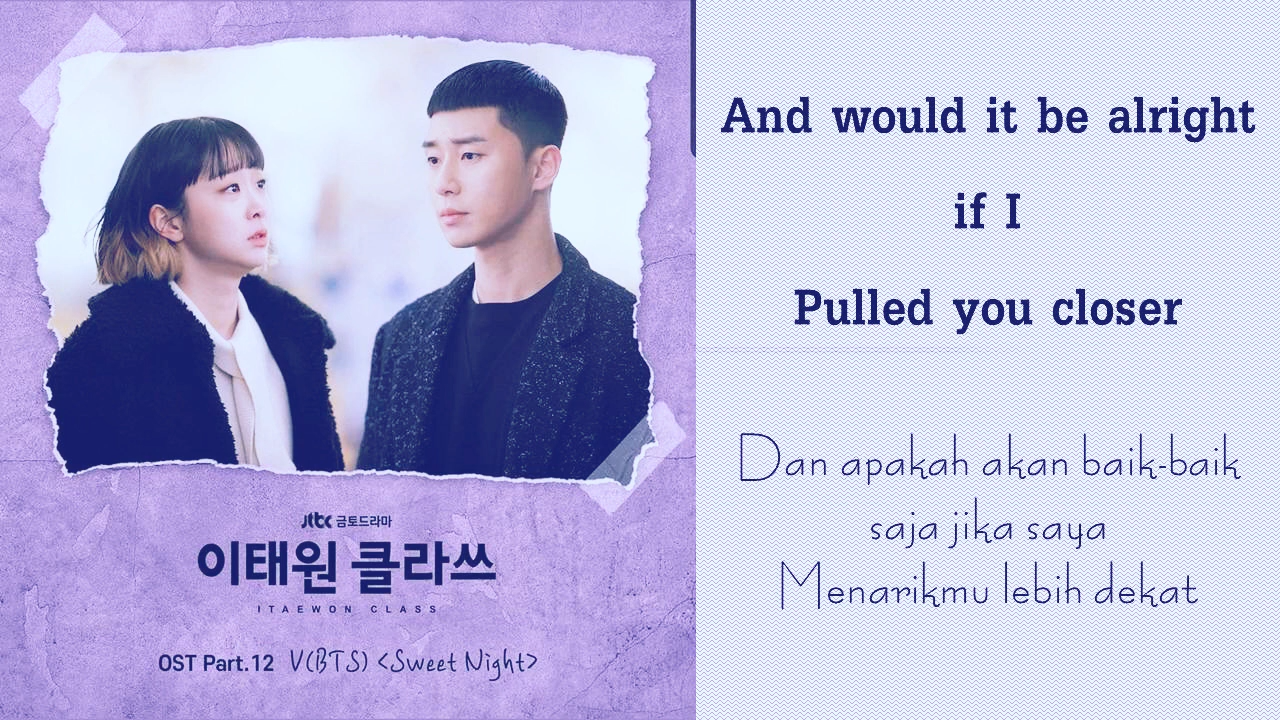 jtbc 금토드라마
이태원 클라쓰
ITAEWON CLASS
OST Part.12 V(BTS) <Sweet Night>
And would it be alright
if I
Pulled you closer
Dan apakah akan baik-baik
saja jika saya
Menarikmu lebih dekat